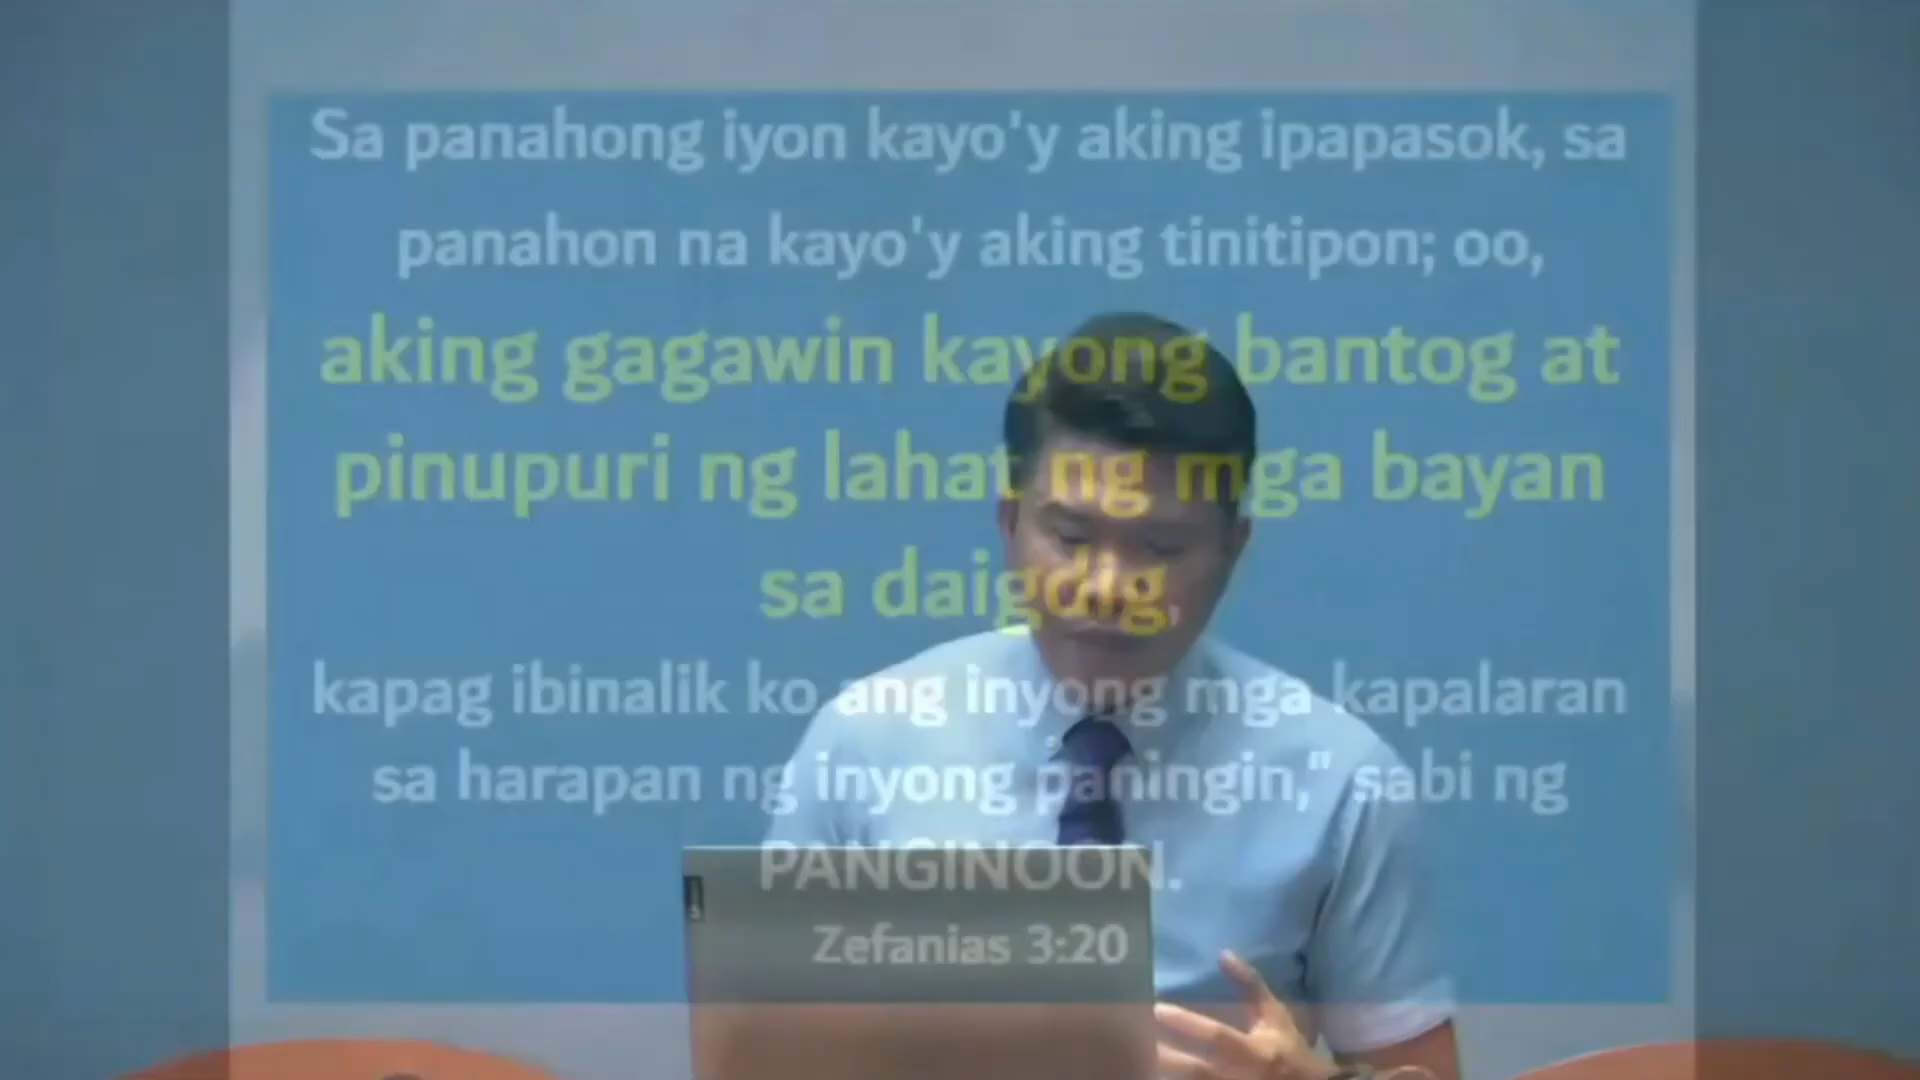 Sa panahong iyon kayo'y aking ipapasok, sa
panahon na kayo'y aking tinitipon; oo,
aking gagawin kayong bantog at
pinupuri ng lahat ng mga bayan
sa daigdig,
kapag ibinalik ko ang inyong mga kapalaran
sa harapan ng inyong paningin," sabi ng
PANGINOON.
Zefanias 3:20